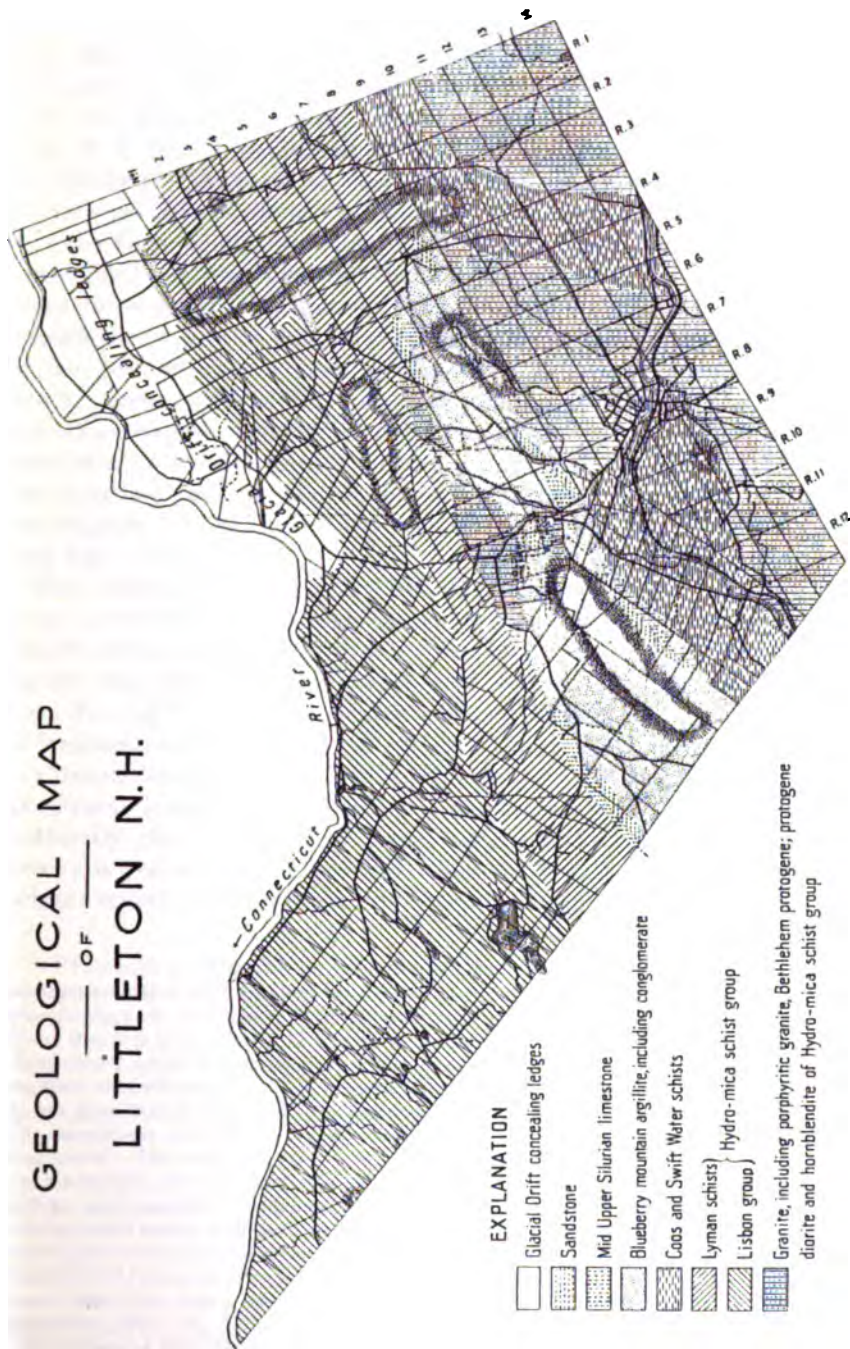 GEOLOGICAL MAP
OF
LITTLETON N.H.
←Connecticut
River
Glacial Drift concealing ledges
2
3
4
5
6
7
8
9
10
11
12
13
R.1
R.2
R.3
R.4
R.5
R.6
R.7
R.8
R.9
R.10
R.11
R.12
EXPLANATION
Glacial Drift concealing ledges
Sandstone
Mid Upper Silurian limestone
Blueberry mountain argillite, including conglomerate
Coos and Swift Water schists
Lyman schists } Hydro-mica schist group
Lisbon group
Granite, including porphyritic granite, Bethlehem protogene; protogene
diorite and hornblendite of Hydro-mica schist group